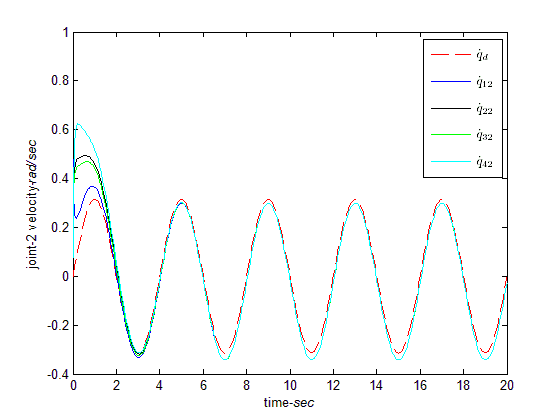 1
0.8
0.6
0.4
0.2
0
-0.2
-0.4
0 2 4 6 8 10 12 14 16 18 20
joint-2 velocity-rad/sec
time-sec
q̇d
q̇12
q̇22
q̇32
q̇42